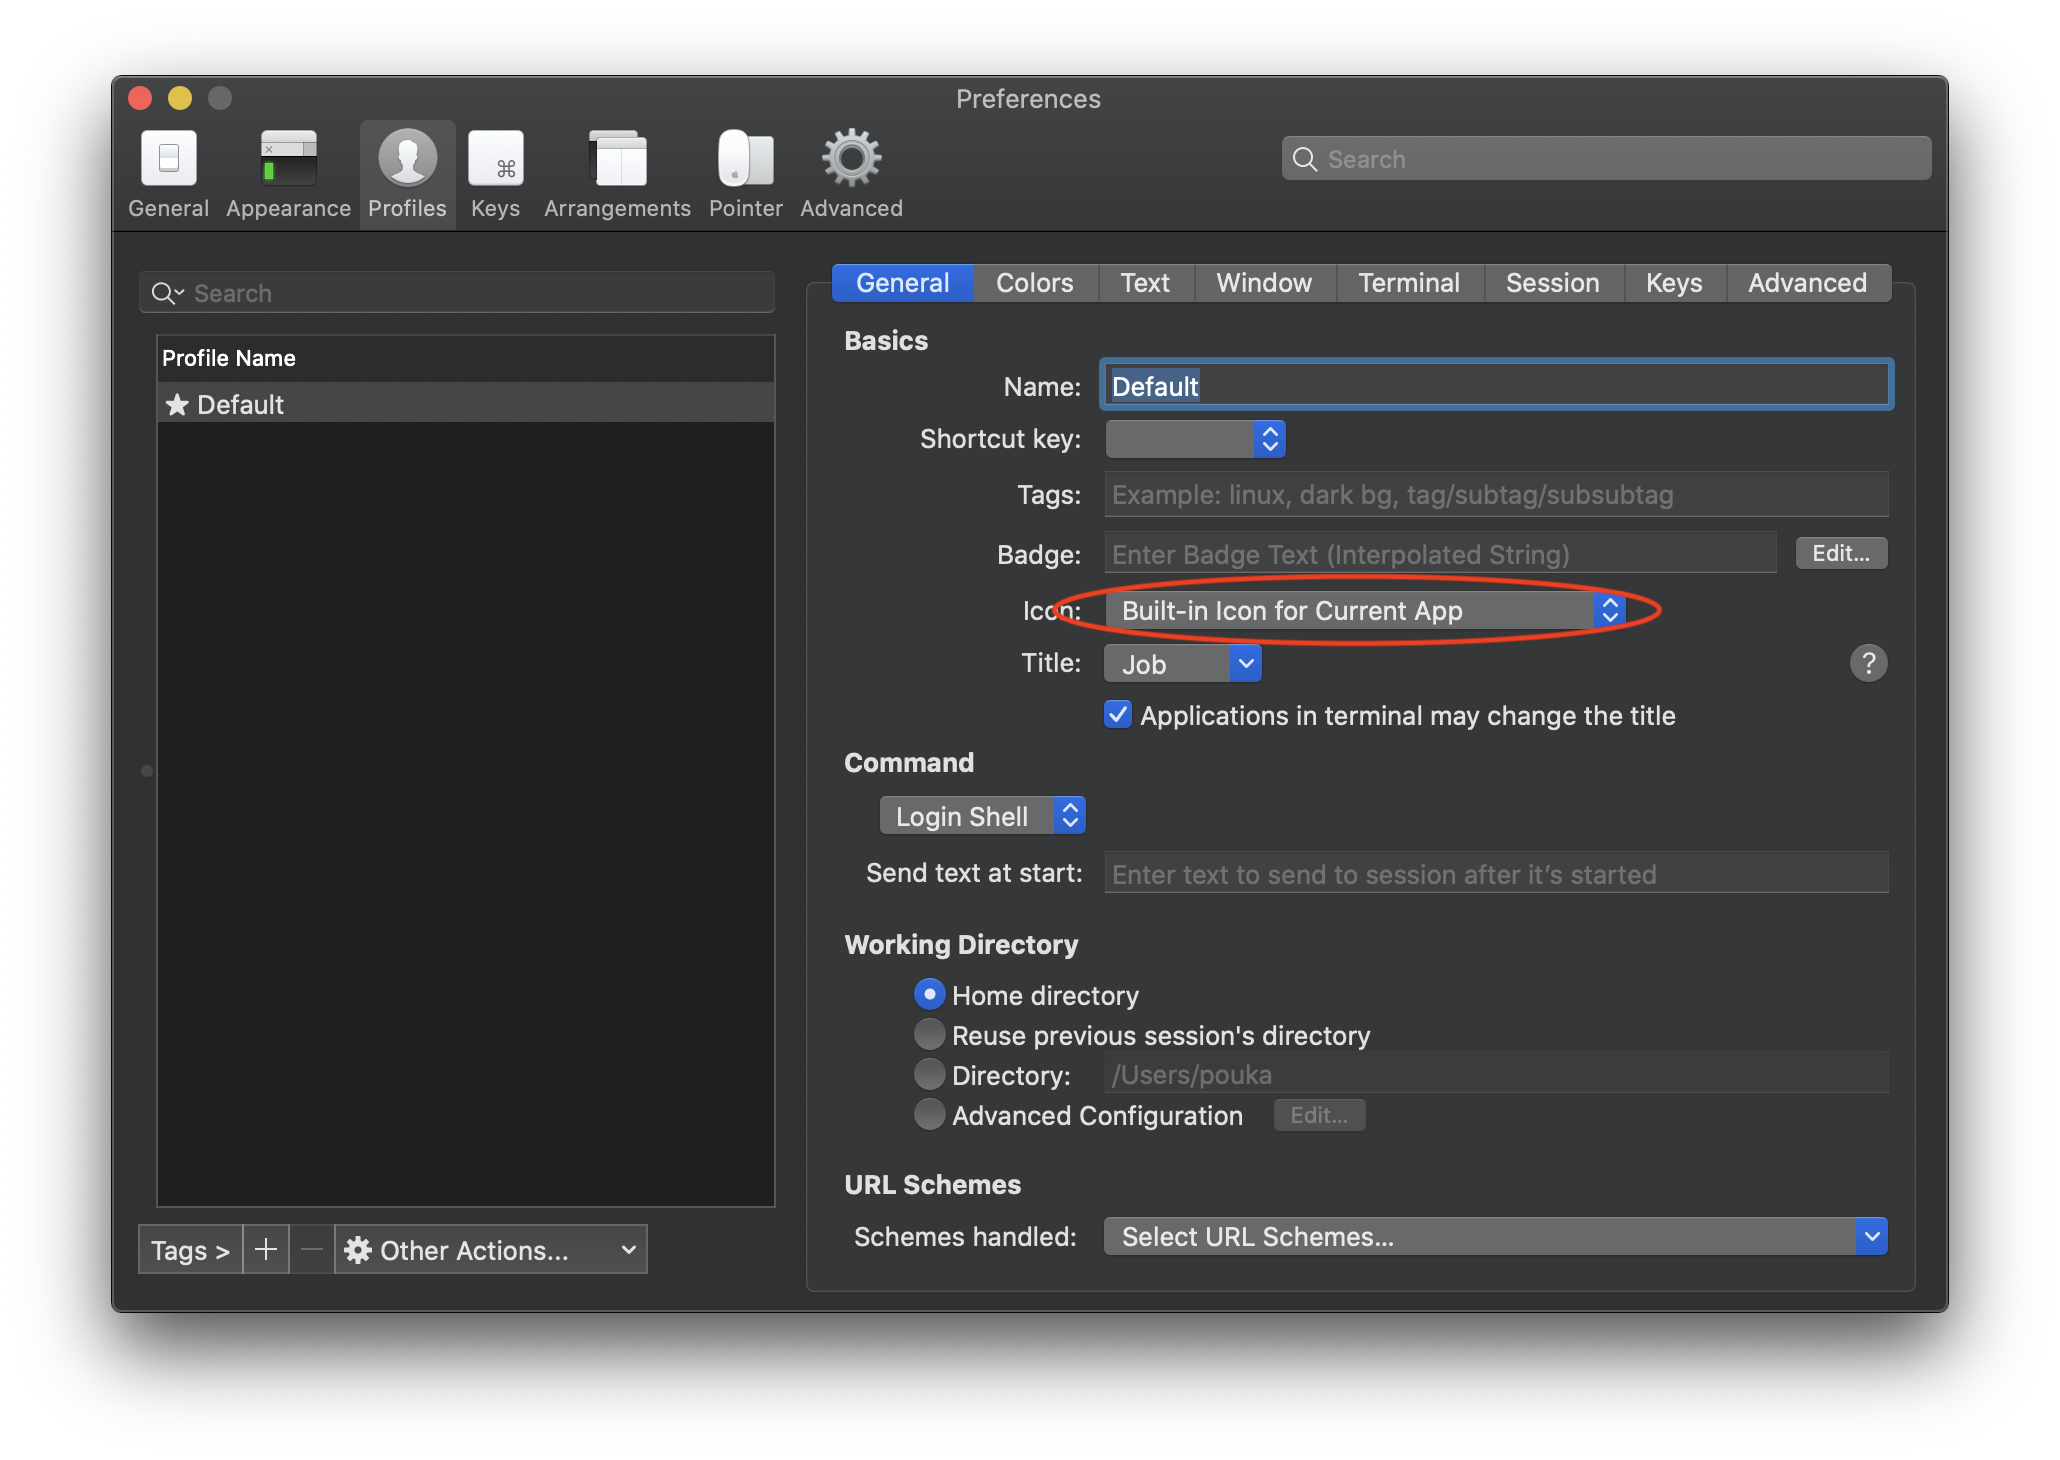 Preferences
General Appearance Profiles Keys Arrangements Pointer Advanced
Search
Search
Profile Name
Default
Tags >
Other Actions...
General Colors Text Window Terminal Session Keys Advanced
Basics
Name: Default
Shortcut key:
Tags: Example: linux, dark bg, tag/subtag/subsubtag
Badge: Enter Badge Text (Interpolated String) Edit...
Icon: Built-in Icon for Current App
Title: Job ?
Applications in terminal may change the title
Command
Login Shell
Send text at start: Enter text to send to session after it’s started
Working Directory
Home directory
Reuse previous session's directory
Directory: /Users/pouka
Advanced Configuration Edit...
URL Schemes
Schemes handled: Select URL Schemes...